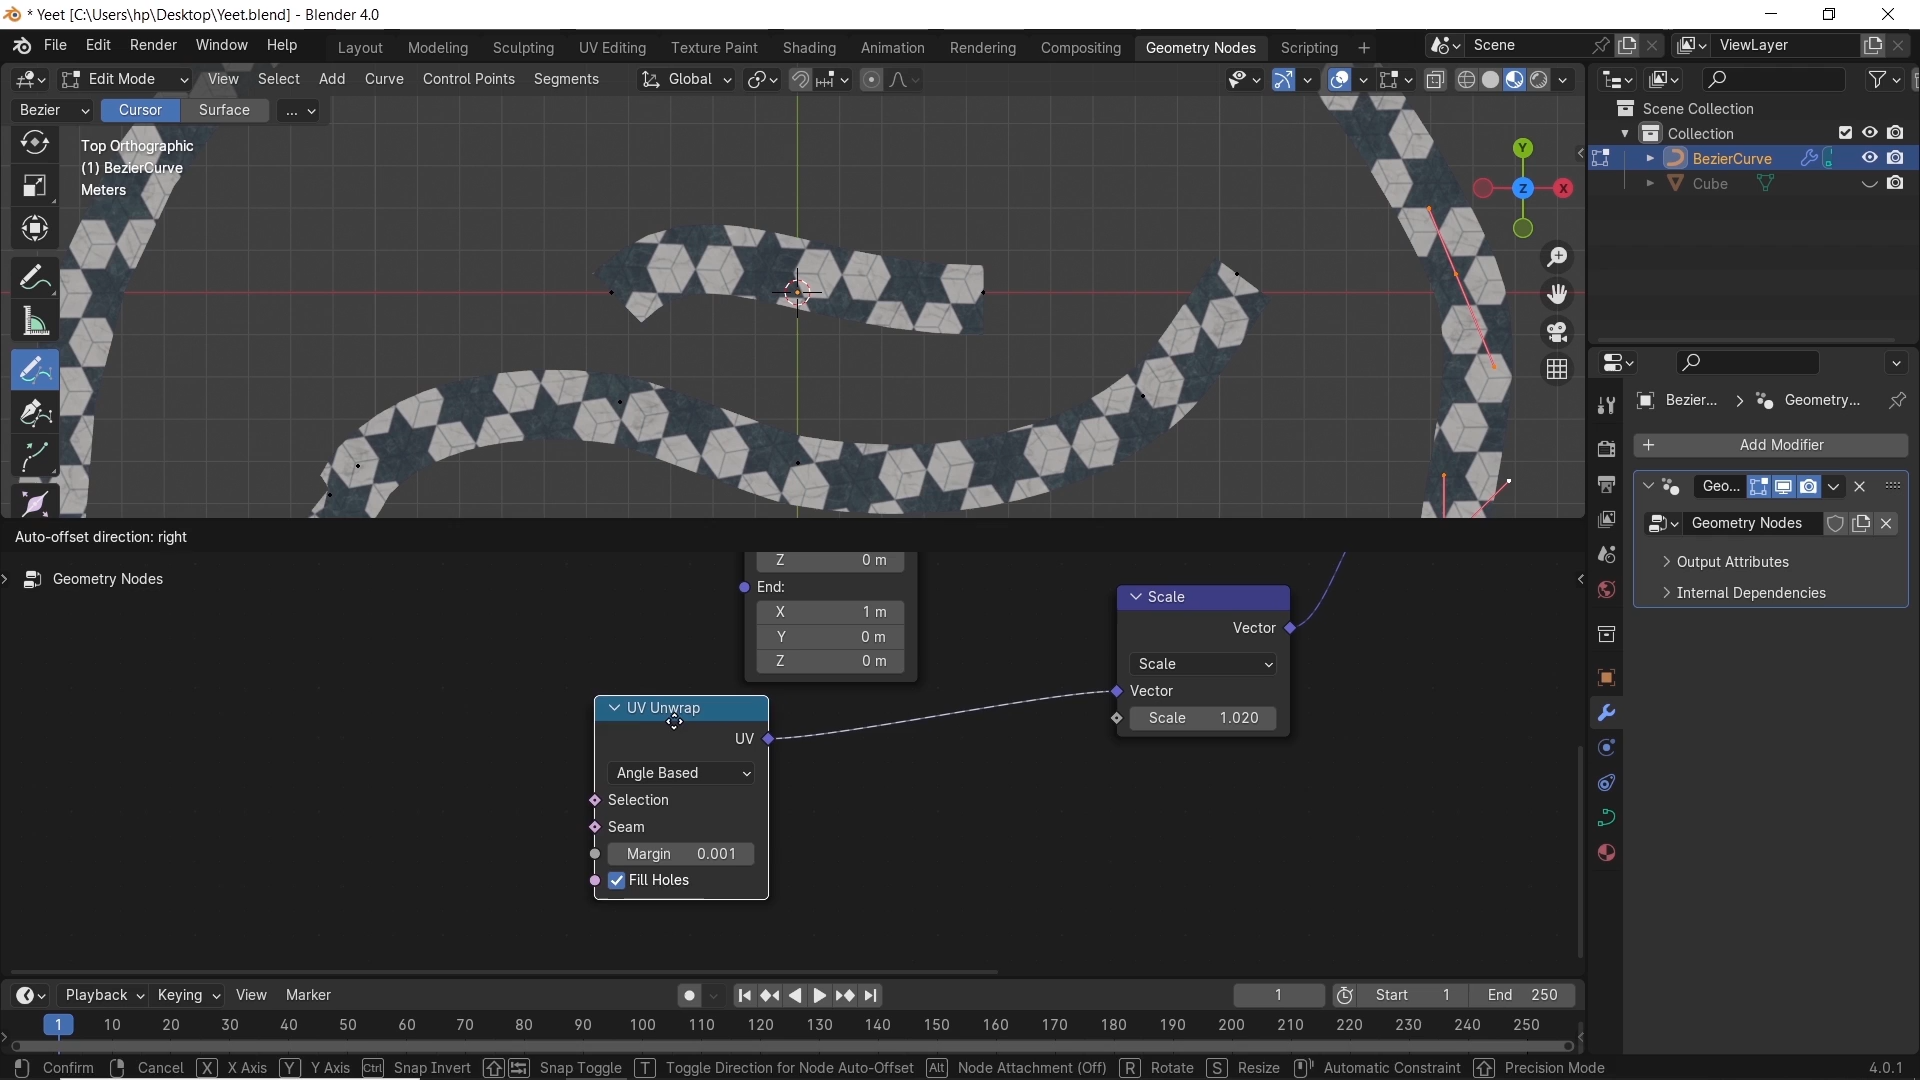 * Yeet [C:\Users\hp\Desktop\Yeet.blend] - Blender 4.0
File Edit Render Window Help
Layout Modeling Sculpting UV Editing Texture Paint Shading Animation Rendering Compositing Geometry Nodes Scripting +
Scene
ViewLayer
Edit Mode View Select Add Curve Control Points Segments
Global
Bezier Cursor Surface ...
Top Orthographic
(1) BezierCurve
Meters
Y
Z
X
Scene Collection
Collection
BezierCurve
Cube
Bezier... > Geometry...
+ Add Modifier
Geo...
Geometry Nodes
> Output Attributes
> Internal Dependencies
Auto-offset direction: right
Geometry Nodes
Z 0 m
End:
X 1 m
Y 0 m
Z 0 m
Scale
Vector
Scale
Vector
Scale 1.020
UV Unwrap
UV
Angle Based
Selection
Seam
Margin 0.001
Fill Holes
Playback Keying View Marker
1
Start 1
End 250
1 10 20 30 40 50 60 70 80 90 100 110 120 130 140 150 160 170 180 190 200 210 220 230 240 250
Confirm Cancel X X Axis Y Y Axis Ctrl Snap Invert Snap Toggle T Toggle Direction for Node Auto-Offset Alt Node Attachment (Off) R Rotate S Resize Automatic Constraint Precision Mode
4.0.1